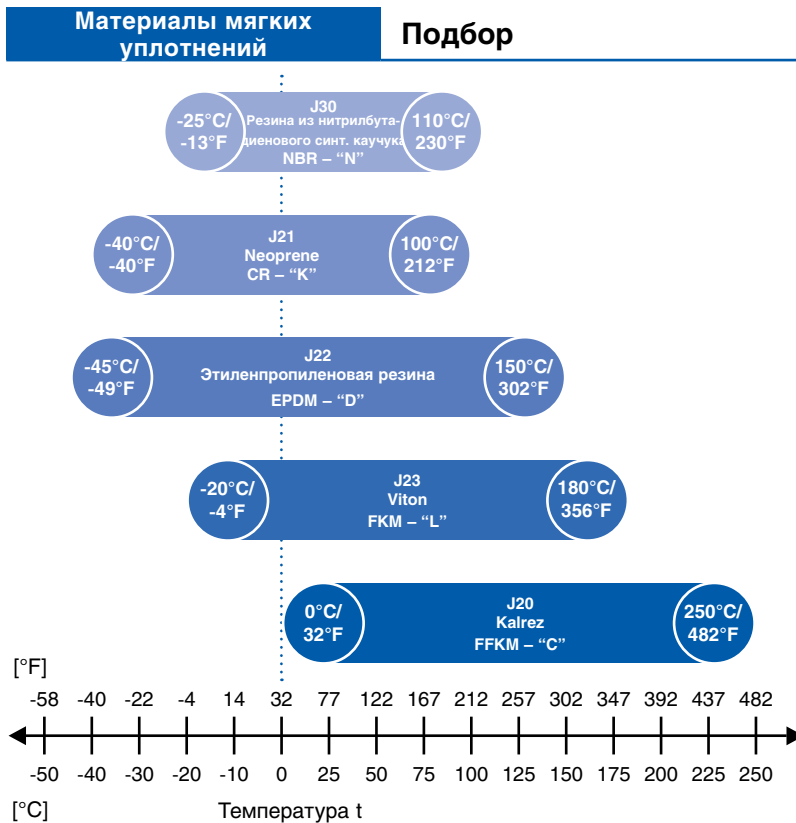 Материалы мягких
уплотнений
Подбор
-25°C/
-13°F
J30
Резина из нитрилбута-
диенового синт. каучука
NBR – “N”
110°C/
230°F
-40°C/
-40°F
J21
Neoprene
CR – “K”
100°C/
212°F
-45°C/
-49°F
J22
Этиленпропиленовая резина
EPDM – “D”
150°C/
302°F
-20°C/
-4°F
J23
Viton
FKM – “L”
180°C/
356°F
0°C/
32°F
J20
Kalrez
FFKM – “C”
250°C/
482°F
[°F]
-58 -40 -22 -4 14 32 77 122 167 212 257 302 347 392 437 482
-50 -40 -30 -20 -10 0 25 50 75 100 125 150 175 200 225 250
[°C] Температура t